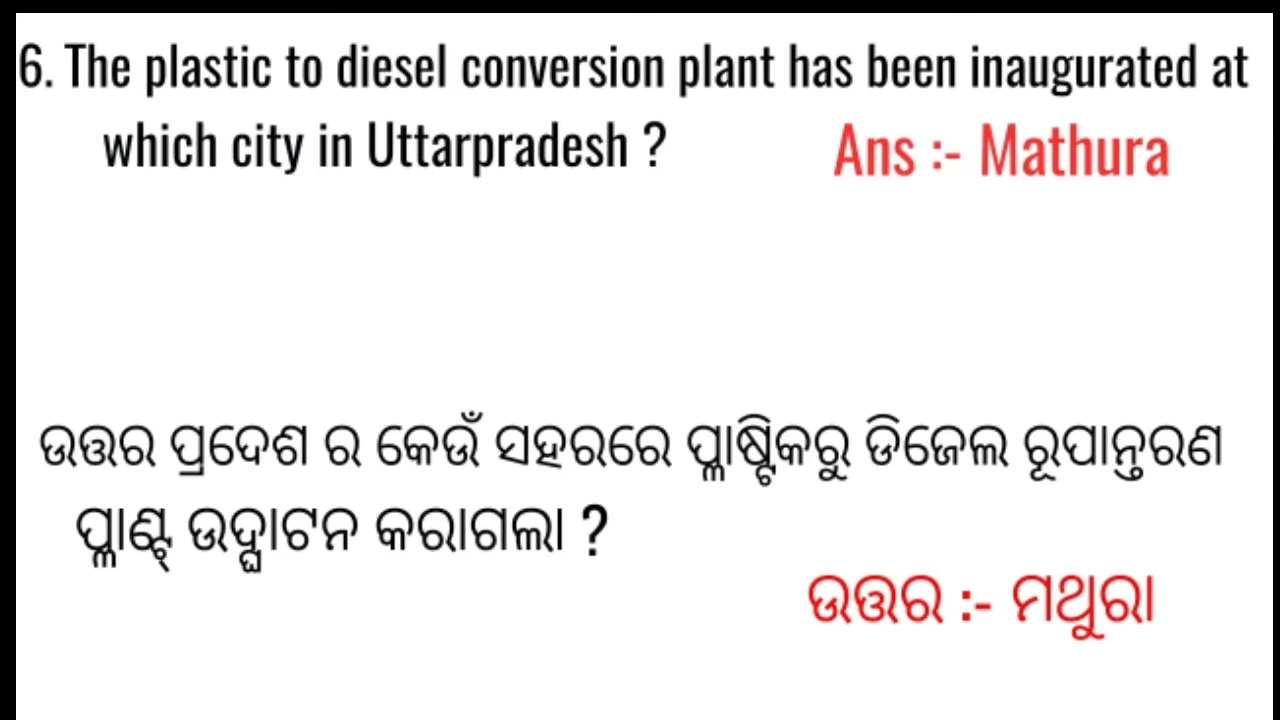 6. The plastic to diesel conversion plant has been inaugurated at
which city in Uttarpradesh ?
Ans :- Mathura
ଉତ୍ତର ପ୍ରଦେଶ ର କେଉଁ ସହରରେ ପ୍ଳାଷ୍ଟିକରୁ ଡିଜେଲ ରୂପାନ୍ତରଣ
ପ୍ଳାଣ୍ଟ୍ ଉଦ୍ଘାଟନ କରାଗଲା ?
ଉତ୍ତର :- ମଥୁରା